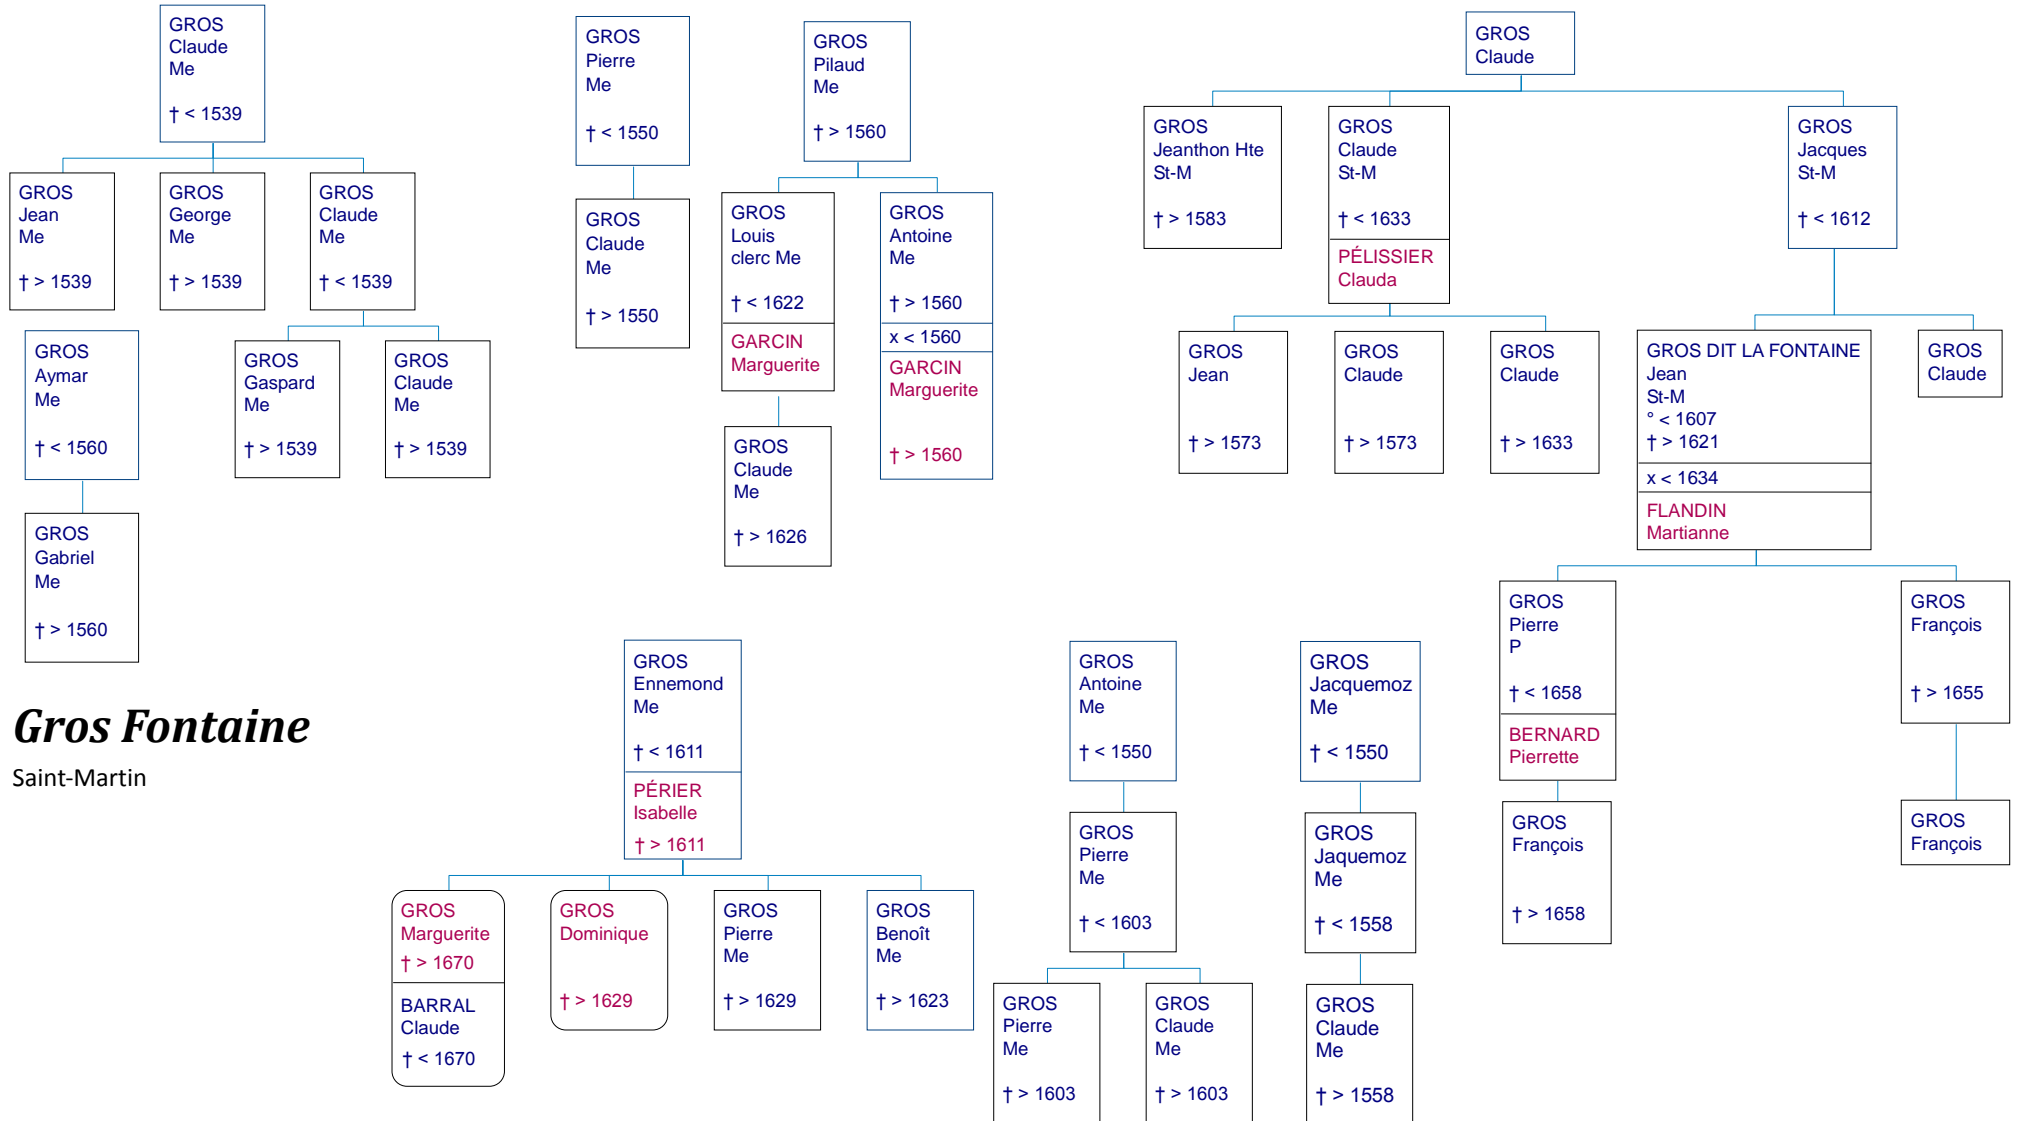 GROS
Claude
Me
† < 1539
GROS
Jean
Me
† > 1539
GROS
George
Me
† > 1539
GROS
Claude
Me
† < 1539
GROS
Gaspard
Me
† > 1539
GROS
Claude
Me
† > 1539
GROS
Aymar
Me
† < 1560
GROS
Gabriel
Me
† > 1560
GROS
Pierre
Me
† < 1550
GROS
Claude
Me
† > 1550
GROS
Pilaud
Me
† > 1560
GROS
Louis
clerc Me
† < 1622
GARCIN
Marguerite
GROS
Antoine
Me
† > 1560
x < 1560
GARCIN
Marguerite
† > 1560
GROS
Claude
Me
† > 1626
GROS
Claude
GROS
Jeanthon Hte
St-M
† > 1583
GROS
Claude
St-M
† < 1633
PÉLISSIER
Clauda
GROS
Jacques
St-M
† < 1612
GROS
Jean
† > 1573
GROS
Claude
† > 1573
GROS
Claude
† > 1633
GROS DIT LA FONTAINE
Jean
St-M
° < 1607
† > 1621
x < 1634
FLANDIN
Martianne
GROS
Claude
GROS
Pierre
P
† < 1658
BERNARD
Pierrette
GROS
François
† > 1655
GROS
François
† > 1658
GROS
François
Gros Fontaine
Saint-Martin
GROS
Ennemond
Me
† < 1611
PÉRIER
Isabelle
† > 1611
GROS
Marguerite
† > 1670
BARRAL
Claude
† < 1670
GROS
Dominique
† > 1629
GROS
Pierre
Me
† > 1629
GROS
Benoît
Me
† > 1623
GROS
Antoine
Me
† < 1550
GROS
Pierre
Me
† < 1603
GROS
Pierre
Me
† > 1603
GROS
Claude
Me
† > 1603
GROS
Jacquemoz
Me
† < 1550
GROS
Jaquemoz
Me
† < 1558
GROS
Claude
Me
† > 1558